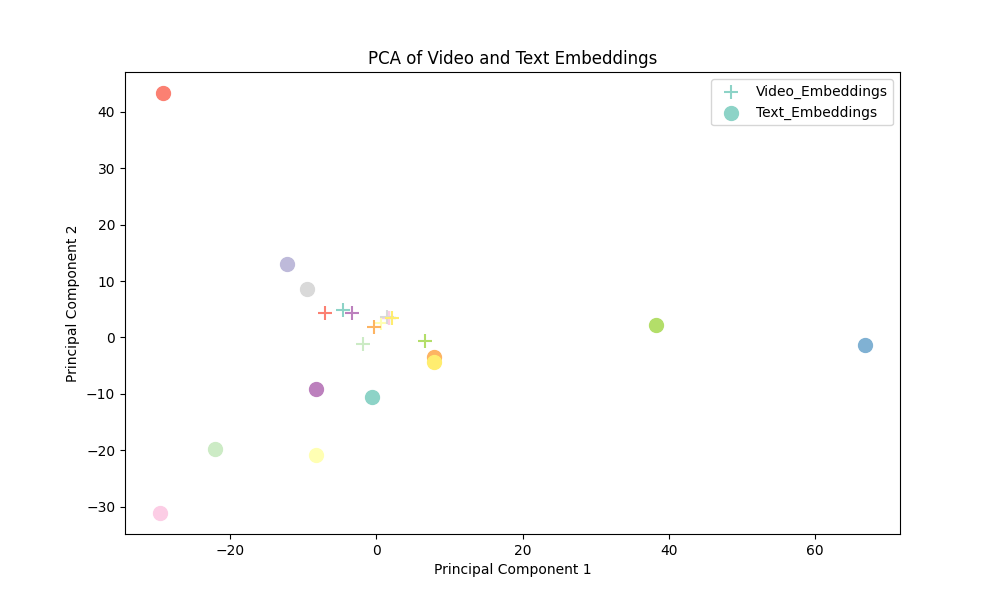 PCA of Video and Text Embeddings
Video_Embeddings
Text_Embeddings
Principal Component 2
40
30
20
10
0
−10
−20
−30
−20
0
20
40
60
Principal Component 1